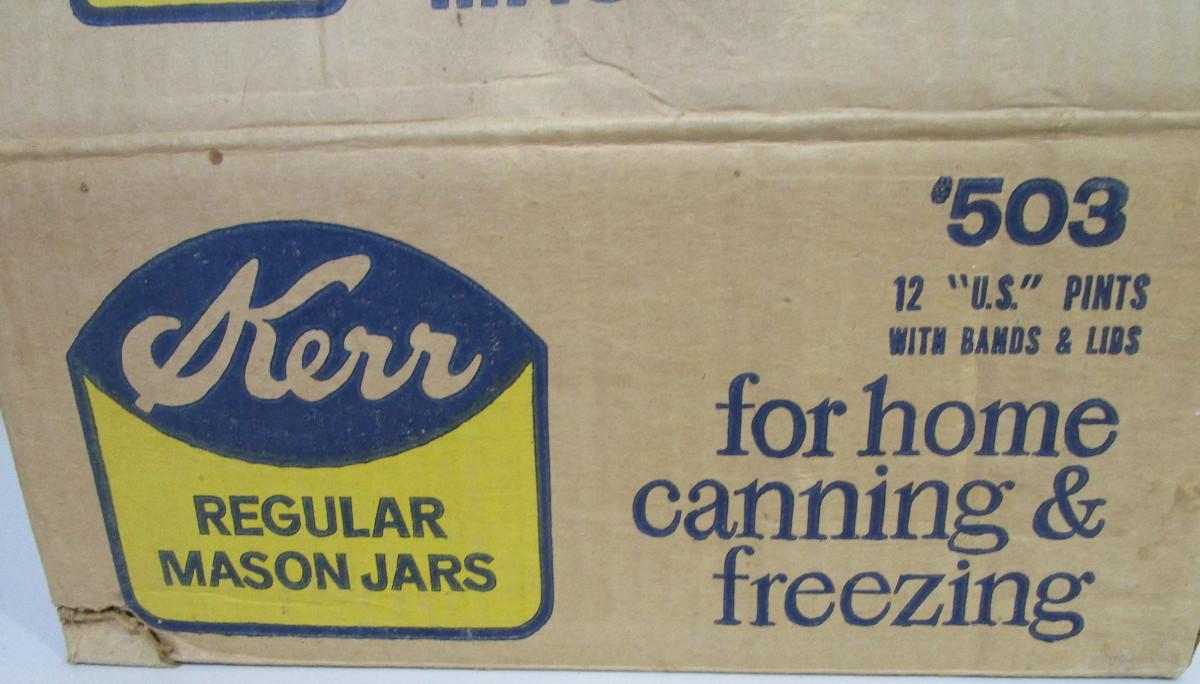 Kerr
REGULAR
MASON JARS
#503
12 "U.S." PINTS
WITH BANDS & LIDS
for home
canning &
freezing